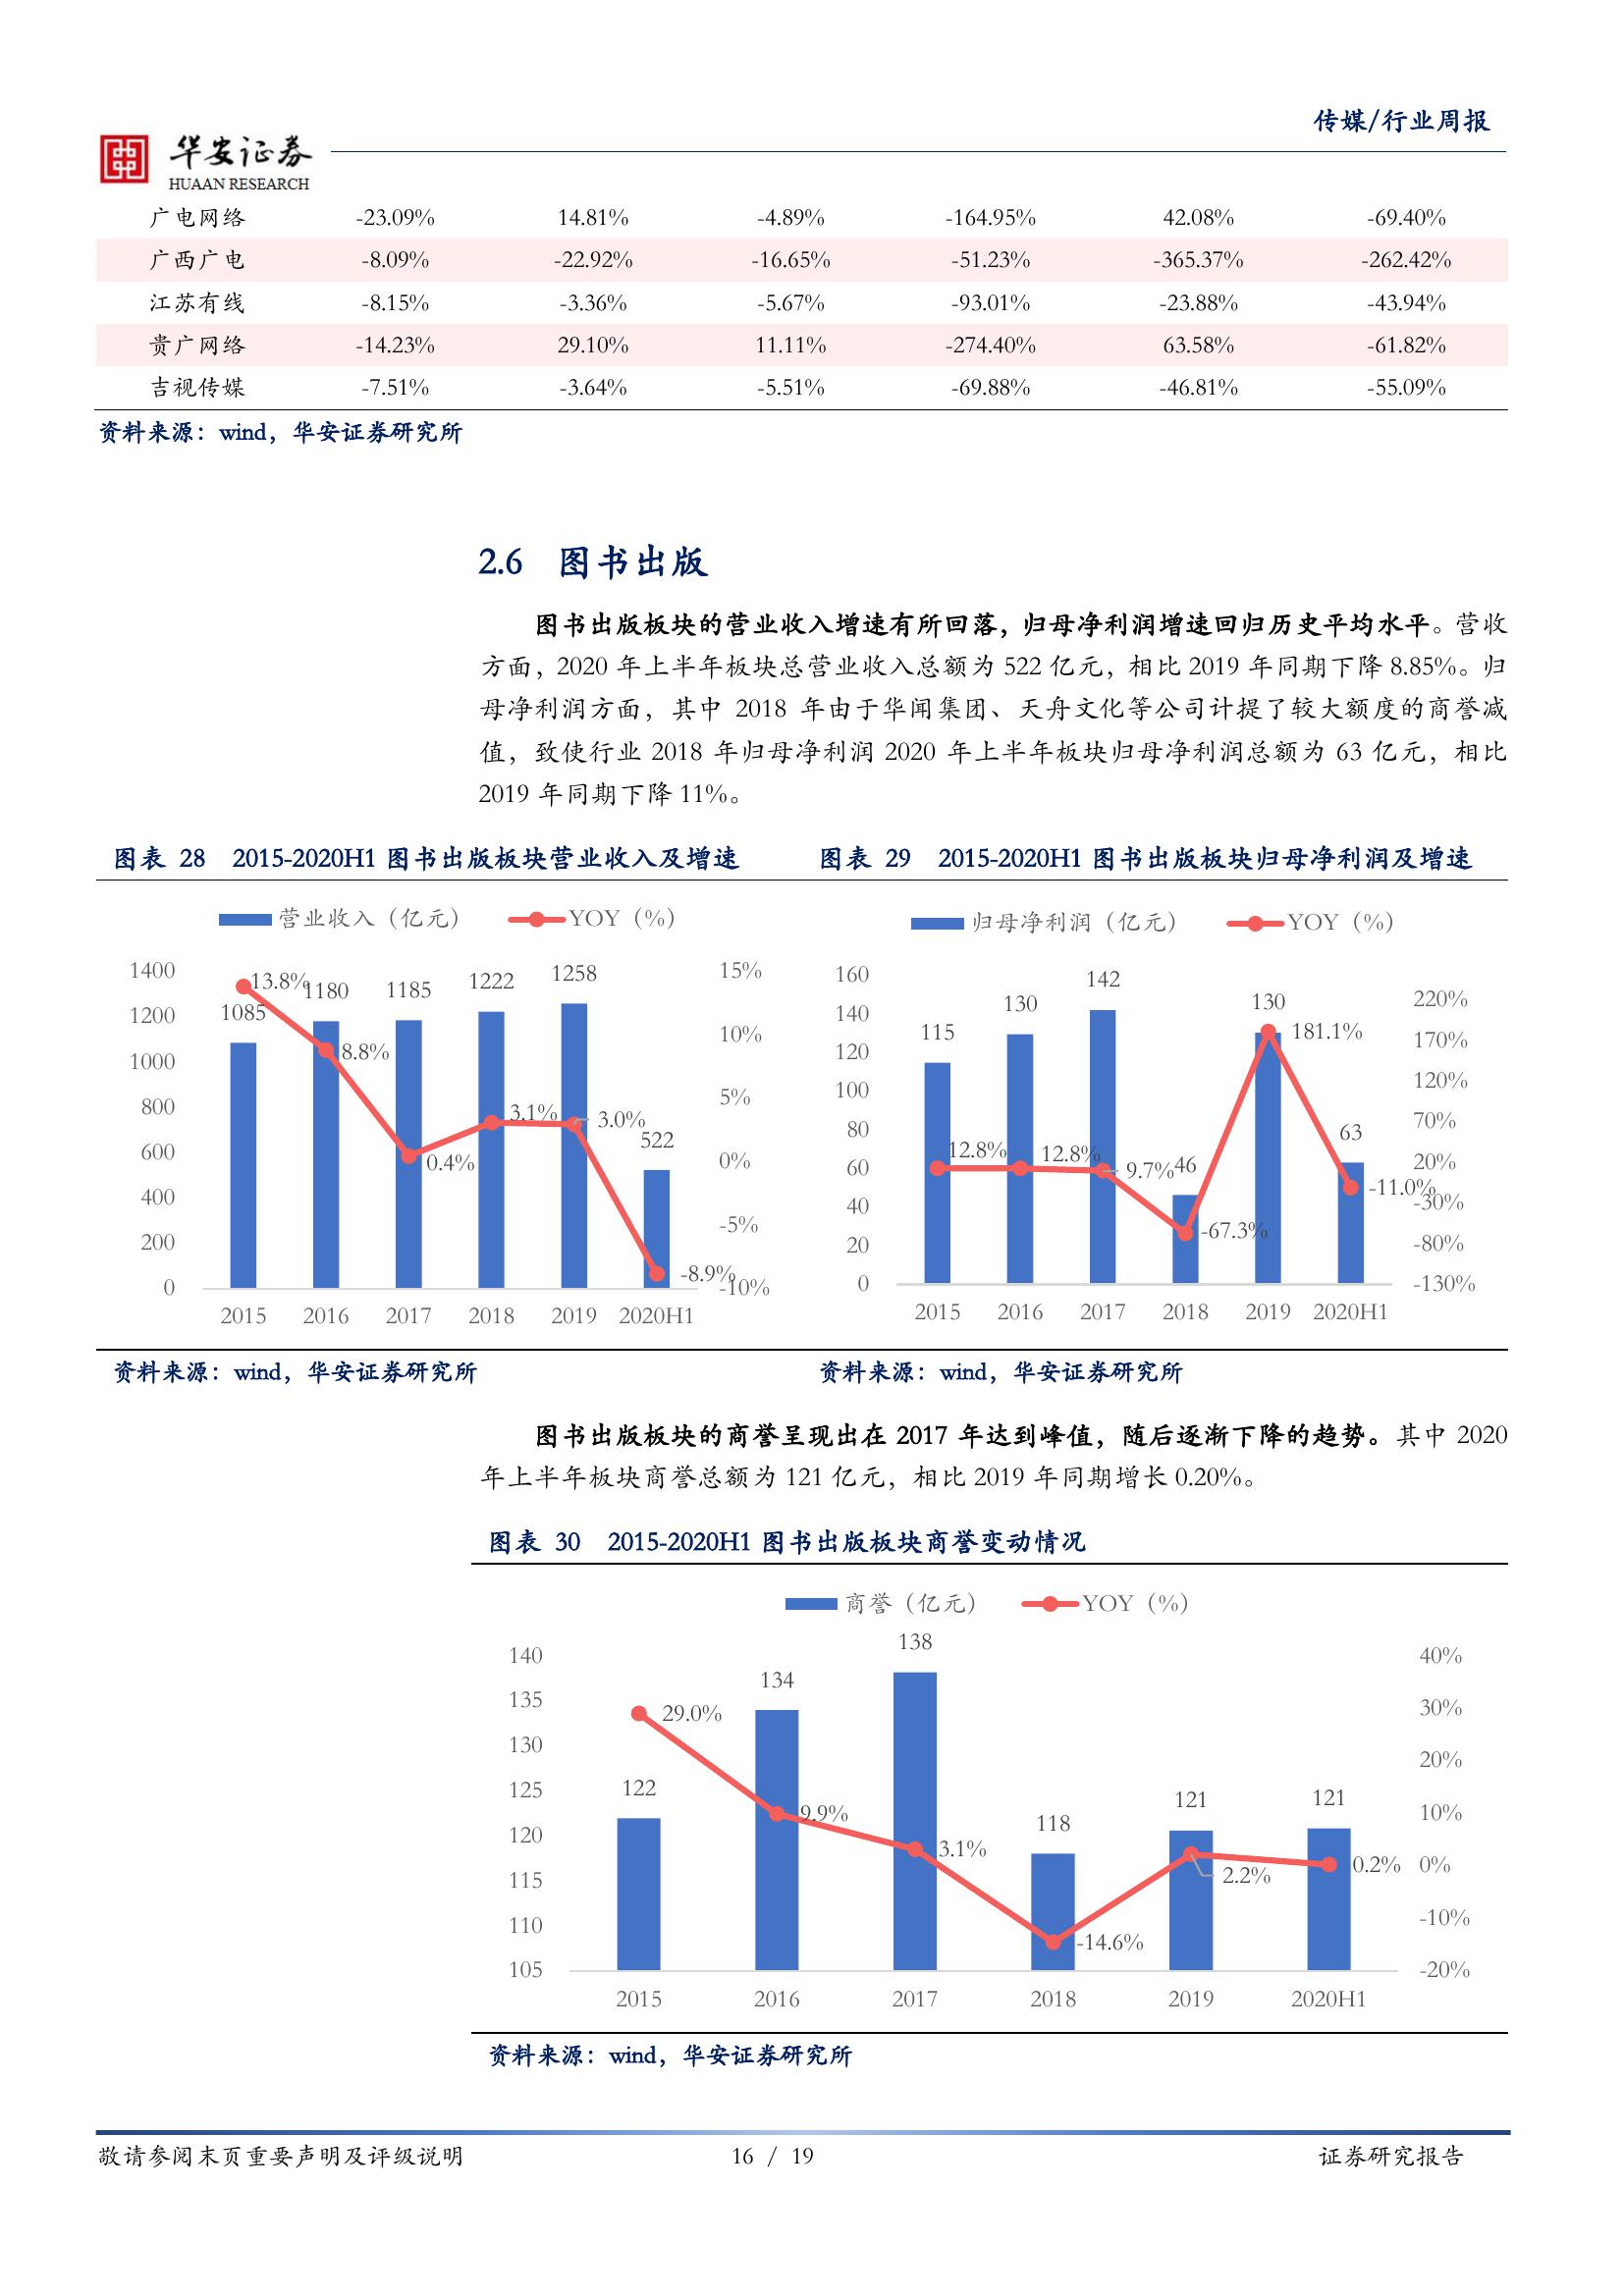 传媒/行业周报
华安证券
HUAAN RESEARCH
广电网络 -23.09% 14.81% -4.89% -164.95% 42.08% -69.40%
广西广电 -8.09% -22.92% -16.65% -51.23% -365.37% -262.42%
江苏有线 -8.15% -3.36% -5.67% -93.01% -23.88% -43.94%
贵广网络 -14.23% 29.10% 11.11% -274.40% 63.58% -61.82%
吉视传媒 -7.51% -3.64% -5.51% -69.88% -46.81% -55.09%
资料来源：wind，华安证券研究所
2.6 图书出版
图书出版板块的营业收入增速有所回落，归母净利润增速回归历史平均水平。营收
方面，2020 年上半年板块总营业收入总额为 522 亿元，相比 2019 年同期下降 8.85%。归
母净利润方面，其中 2018 年由于华闻集团、天舟文化等公司计提了较大额度的商誉减
值，致使行业 2018 年归母净利润 2020 年上半年板块归母净利润总额为 63 亿元，相比
2019 年同期下降 11%。
图表 28 2015-2020H1 图书出版板块营业收入及增速
营业收入（亿元） YOY（%）
1400
1200
1000
800
600
400
200
0
15%
10%
5%
0%
-5%
-10%
1085 1180 1185 1222 1258 522
13.8% 8.8% 0.4% 3.1% 3.0% -8.9%
2015 2016 2017 2018 2019 2020H1
资料来源：wind，华安证券研究所
图表 29 2015-2020H1 图书出版板块归母净利润及增速
归母净利润（亿元） YOY（%）
160
140
120
100
80
60
40
20
0
220%
170%
120%
70%
20%
-30%
-80%
-130%
115 130 142 46 130 63
12.8% 12.8% 9.7% -67.3% 181.1% -11.0%
2015 2016 2017 2018 2019 2020H1
资料来源：wind，华安证券研究所
图书出版板块的商誉呈现出在 2017 年达到峰值，随后逐渐下降的趋势。其中 2020
年上半年板块商誉总额为 121 亿元，相比 2019 年同期增长 0.20%。
图表 30 2015-2020H1 图书出版板块商誉变动情况
商誉（亿元） YOY（%）
140
135
130
125
120
115
110
105
40%
30%
20%
10%
0%
-10%
-20%
122 134 138 118 121 121
29.0% 9.9% 3.1% -14.6% 2.2% 0.2%
2015 2016 2017 2018 2019 2020H1
资料来源：wind，华安证券研究所
敬请参阅末页重要声明及评级说明 16 / 19 证券研究报告